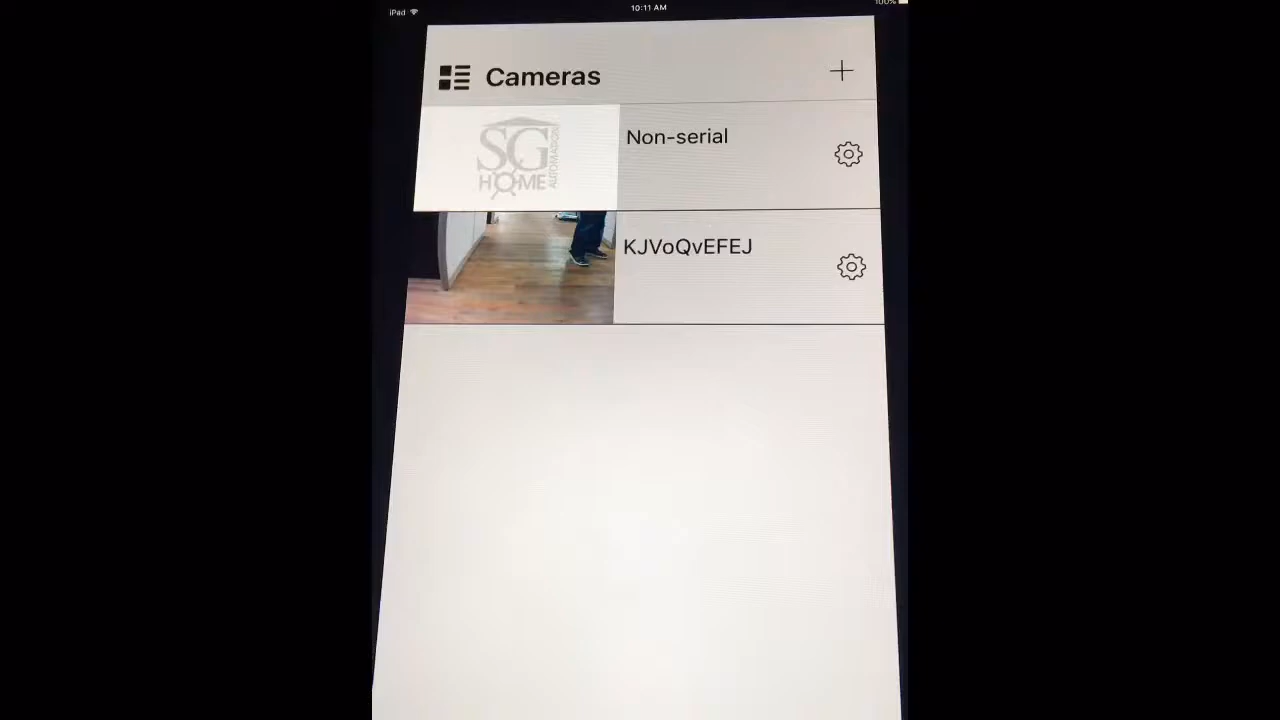 iPad 10:11 AM 100%
Cameras
SG
HOME
AUTOMATION
Non-serial
KJVoQvEFEJ